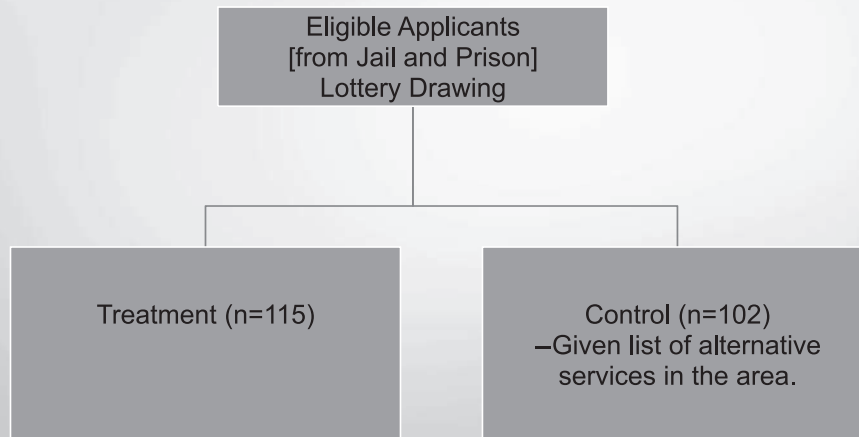 Eligible Applicants
[from Jail and Prison]
Lottery Drawing
Treatment (n=115)
Control (n=102)
–Given list of alternative
services in the area.